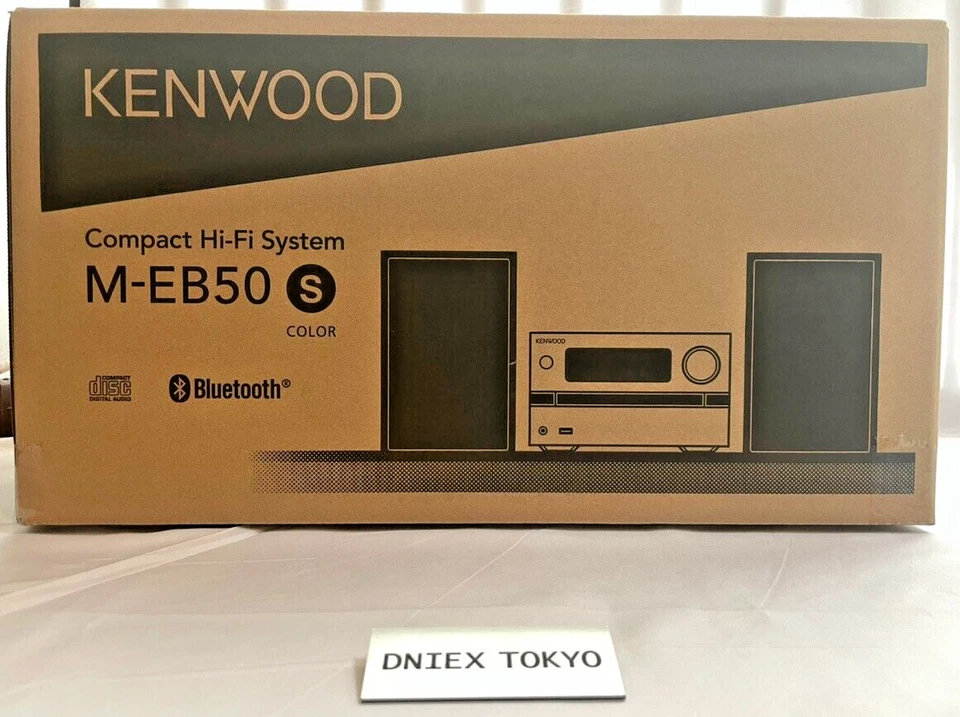 KENWOOD
Compact Hi-Fi System
M-EB50 S
COLOR
COMPACT
disc
DIGITAL AUDIO
Bluetooth®
KENWOOD
DNIEX TOKYO